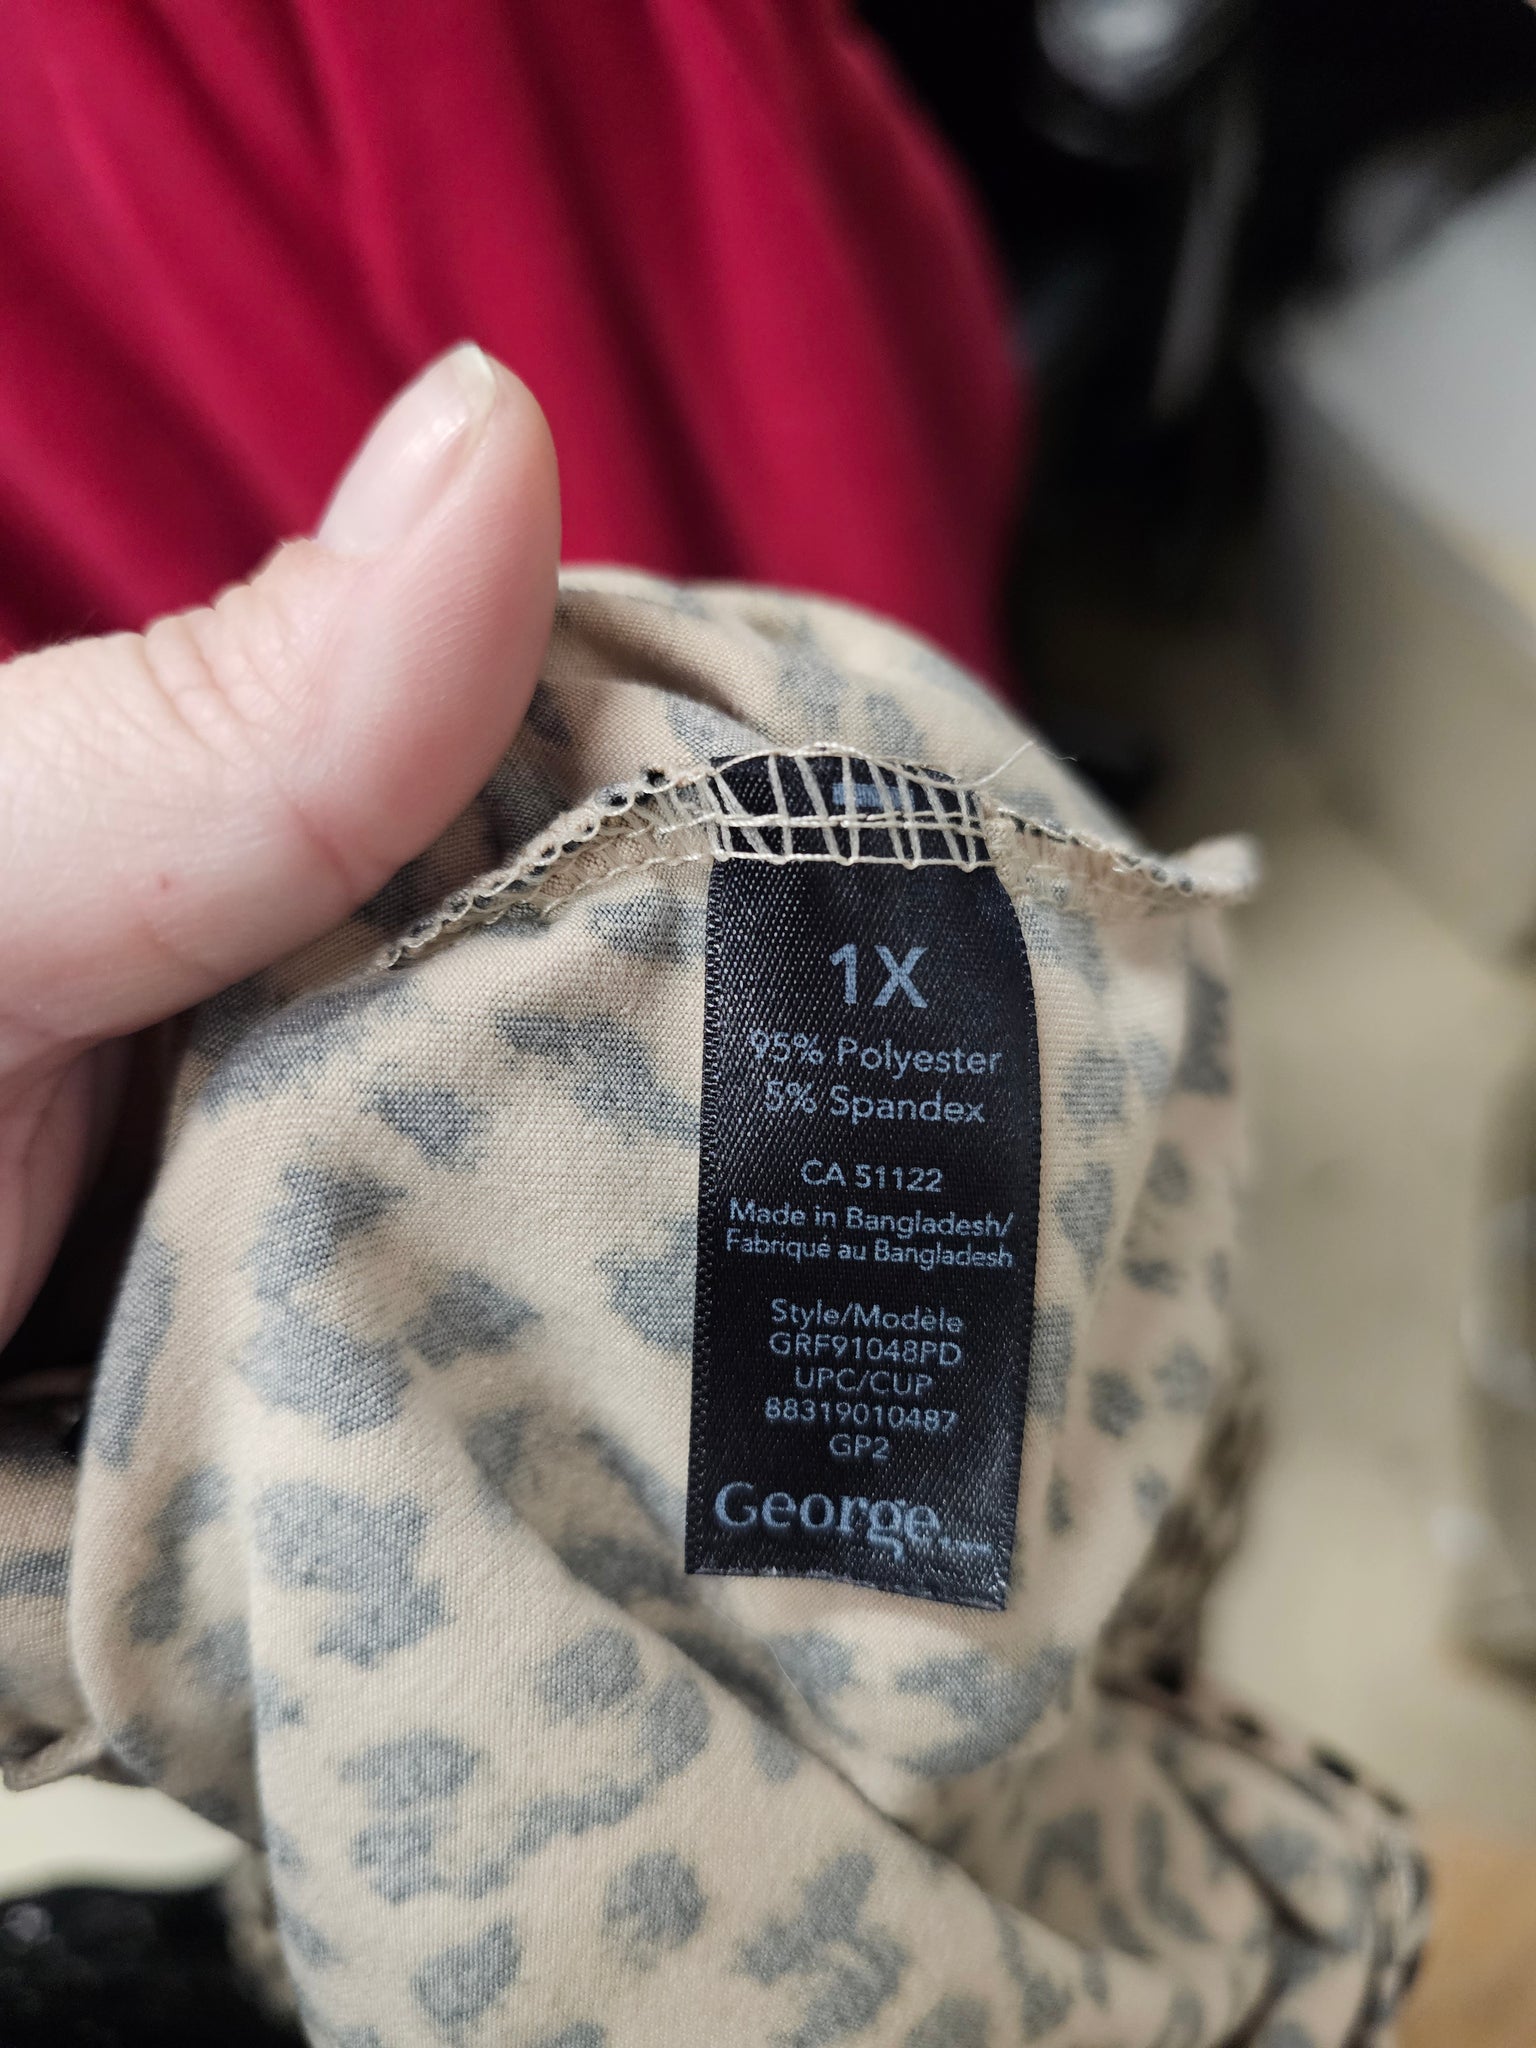 1X
95% Polyester
5% Spandex
CA 51122
Made in Bangladesh/
Fabriqué au Bangladesh
Style/Modèle
GRF91048PD
UPC/CUP
88319010487
GP2
George